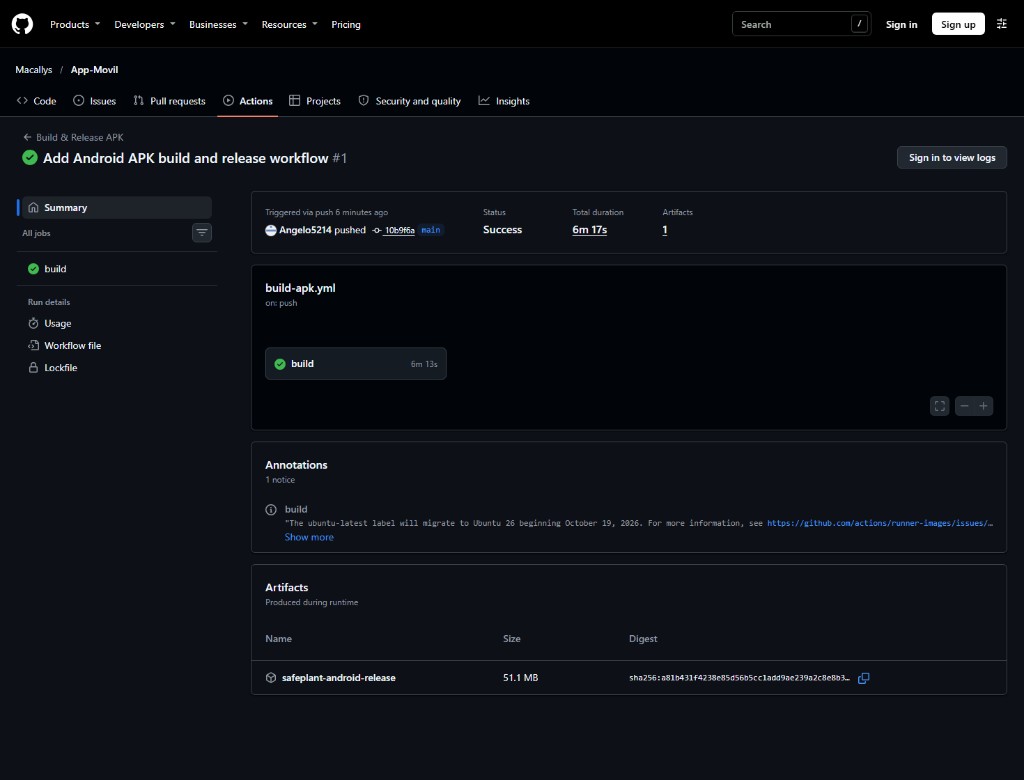 Products Developers Businesses Resources Pricing Search / Sign in Sign up
Macallys / App-Movil
Code Issues Pull requests Actions Projects Security and quality Insights
Build & Release APK
Add Android APK build and release workflow #1
Sign in to view logs
Summary
All jobs
build
Run details
Usage
Workflow file
Lockfile
Triggered via push 6 minutes ago Status Total duration Artifacts
Angelo5214 pushed 10b9f6a main Success 6m 17s 1
build-apk.yml
on: push
build 6m 13s
Annotations
1 notice
build
"The ubuntu-latest label will migrate to Ubuntu 26 beginning October 19, 2026. For more information, see https://github.com/actions/runner-images/issues/…
Show more
Artifacts
Produced during runtime
Name Size Digest
safeplant-android-release 51.1 MB sha256:a81b431f4238e85d56b5cc1add9ae239a2c8e8b3…